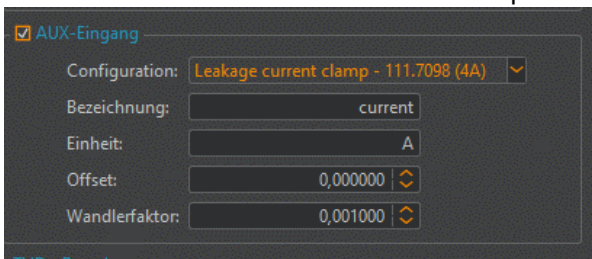 AUX-Eingang
Configuration: Leakage current clamp - 111.7098 (4A)
Bezeichnung: current
Einheit: A
Offset: 0,000000
Wandlerfaktor: 0,001000